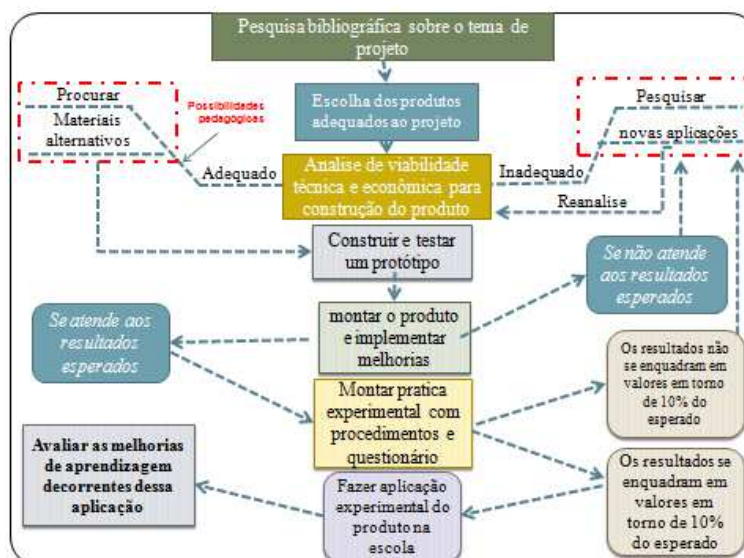 Pesquisa bibliográfica sobre o tema de
projeto
Procurar
Materiais
alternativos
Possibilidades
pedagógicas
Escolha dos produtos
adequados ao projeto
Pesquisar
novas aplicações
Adequado
Analise de viabilidade
técnica e econômica para
construção do produto
Inadequado
Reanalise
Construir e testar
um protótipo
Se não atende
aos resultados
esperados
Se atende aos
resultados
esperados
montar o produto
e implementar
melhorias
Os resultados não
se enquadram em
valores em torno
de 10% do
esperado
Montar pratica
experimental com
procedimentos e
questionário
Avaliar as melhorias
de aprendizagem
decorrentes dessa
aplicação
Fazer aplicação
experimental do
produto na
escola
Os resultados se
enquadram em
valores em
torno de 10%
do esperado